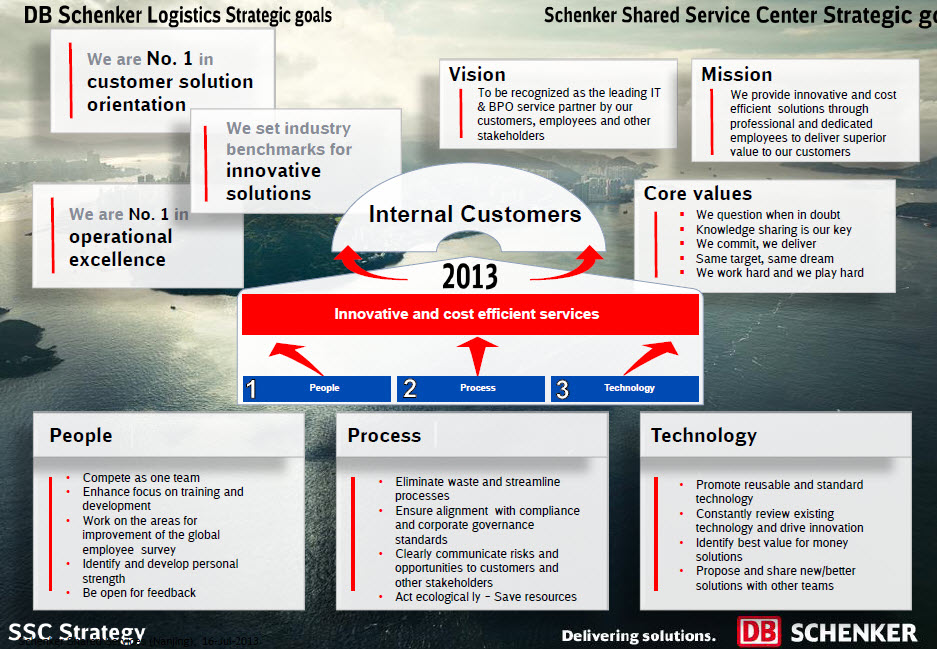 DB Schenker Logistics Strategic goals
Schenker Shared Service Center Strategic go
We are No. 1 in
customer solution
orientation
We set industry
benchmarks for
innovative
solutions
We are No. 1 in
operational
excellence
Vision
To be recognized as the leading IT
& BPO service partner by our
customers, employees and other
stakeholders
Mission
We provide innovative and cost
efficient solutions through
professional and dedicated
employees to deliver superior
value to our customers
Core values
We question when in doubt
Knowledge sharing is our key
We commit, we deliver
Same target, same dream
We work hard and we play hard
Internal Customers
2013
Innovative and cost efficient services
1 People
2 Process
3 Technology
People
• Compete as one team
• Enhance focus on training and
development
• Work on the areas for
improvement of the global
employee survey
• Identify and develop personal
strength
• Be open for feedback
Process
• Eliminate waste and streamline
processes
• Ensure alignment with compliance
and corporate governance
standards
• Clearly communicate risks and
opportunities to customers and
other stakeholders
• Act ecological ly – Save resources
Technology
• Promote reusable and standard
technology
• Constantly review existing
technology and drive innovation
• Identify best value for money
solutions
• Propose and share new/better
solutions with other teams
SSC Strategy
(Nanjing), 16-Jul-2013
Delivering solutions.
DB SCHENKER